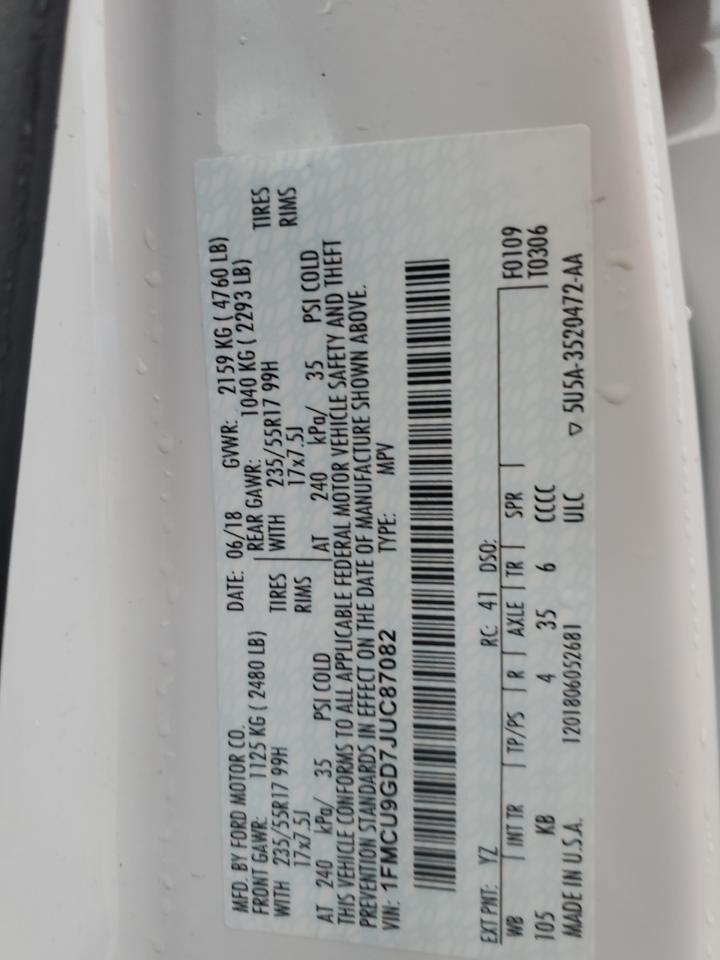 MFD. BY FORD MOTOR CO. DATE: 06/18 GVWR: 2159 KG ( 4760 LB)
FRONT GAWR: 1125 KG ( 2480 LB) REAR GAWR: 1040 KG ( 2293 LB)
WITH 235/55R17 99H TIRES WITH 235/55R17 99H TIRES
17x7.5J RIMS 17x7.5J RIMS
AT 240 kPa/ 35 PSI COLD AT 240 kPa/ 35 PSI COLD
THIS VEHICLE CONFORMS TO ALL APPLICABLE FEDERAL MOTOR VEHICLE SAFETY AND THEFT
PREVENTION STANDARDS IN EFFECT ON THE DATE OF MANUFACTURE SHOWN ABOVE.
VIN: 1FMCU9GD7JUC87082 TYPE: MPV
EXT PNT: YZ RC: 41 DSO:
WB INT TR TP/PS R AXLE TR SPR F0109
105 KB 4 35 6 CCCC T0306
MADE IN U.S.A. 1201806052681 ULC ▽ 5U5A-3520472-AA